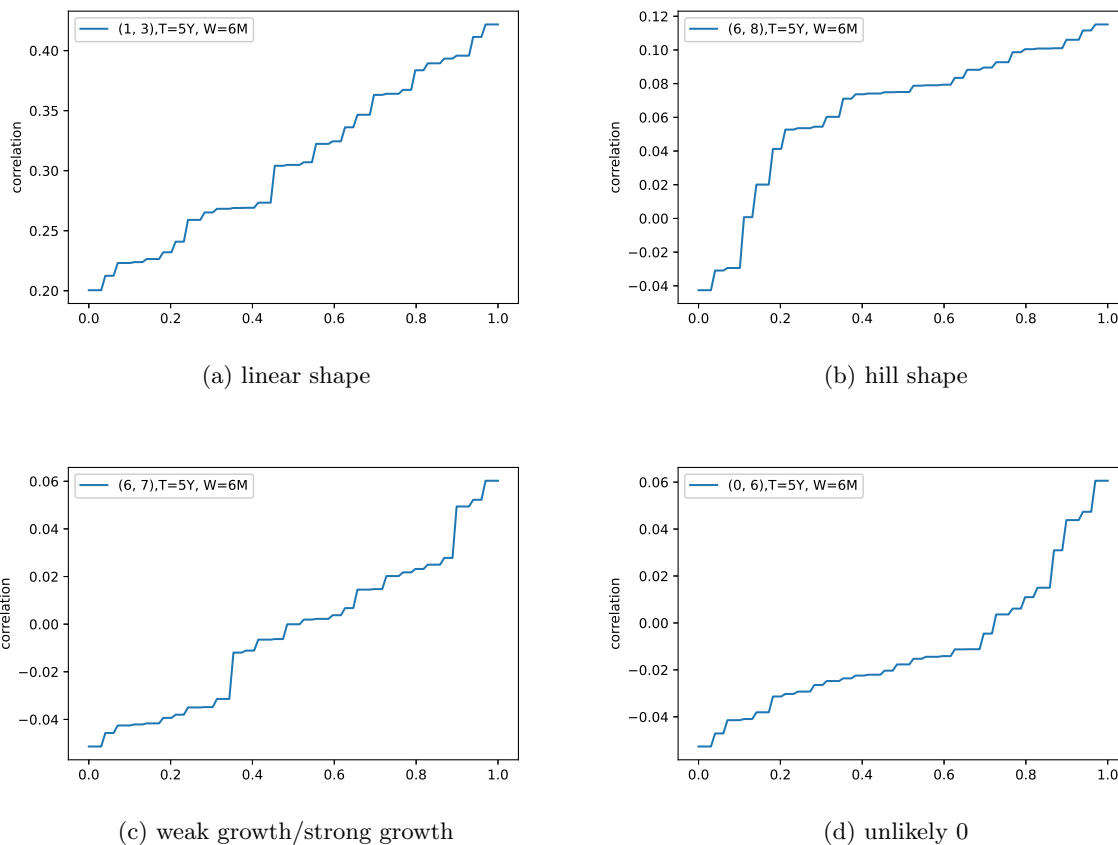 (1, 3),T=5Y, W=6M
0.40
0.35
0.30
0.25
0.20
correlation
0.0 0.2 0.4 0.6 0.8 1.0
(a) linear shape
(6, 8),T=5Y, W=6M
0.12
0.10
0.08
0.06
0.04
0.02
0.00
−0.02
−0.04
correlation
0.0 0.2 0.4 0.6 0.8 1.0
(b) hill shape
(6, 7),T=5Y, W=6M
0.06
0.04
0.02
0.00
−0.02
−0.04
correlation
0.0 0.2 0.4 0.6 0.8 1.0
(c) weak growth/strong growth
(0, 6),T=5Y, W=6M
0.06
0.04
0.02
0.00
−0.02
−0.04
correlation
0.0 0.2 0.4 0.6 0.8 1.0
(d) unlikely 0